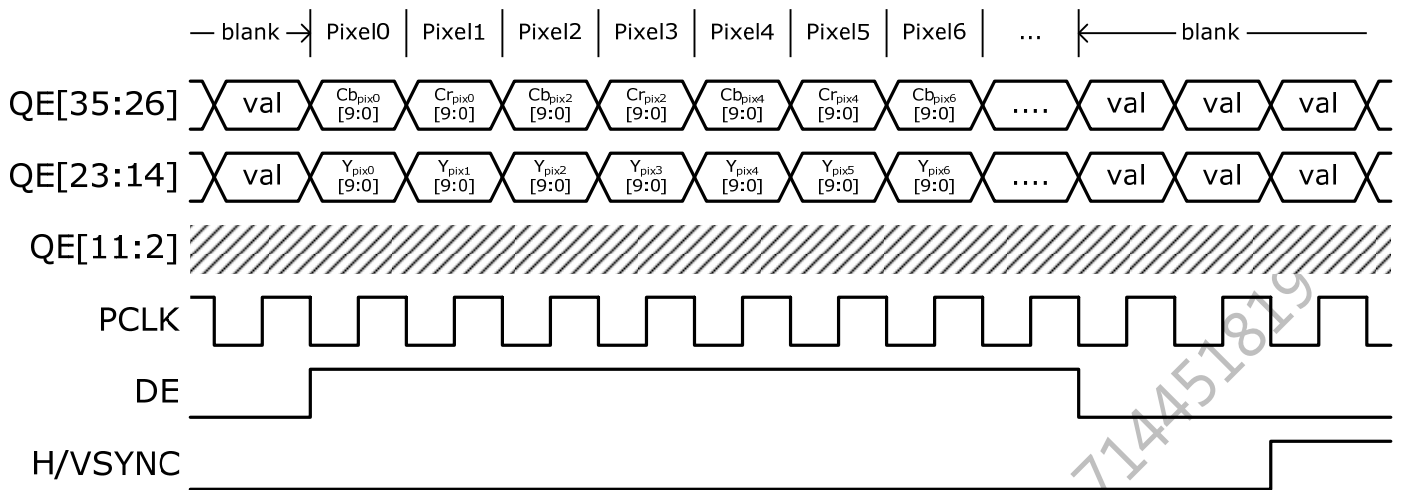 blank Pixel0 Pixel1 Pixel2 Pixel3 Pixel4 Pixel5 Pixel6 ... blank
QE[35:26] val Cbpix0 [9:0] Crpix0 [9:0] Cbpix2 [9:0] Crpix2 [9:0] Cbpix4 [9:0] Crpix4 [9:0] Cbpix6 [9:0] .... val val val
QE[23:14] val Ypix0 [9:0] Ypix1 [9:0] Ypix2 [9:0] Ypix3 [9:0] Ypix4 [9:0] Ypix5 [9:0] Ypix6 [9:0] .... val val val
QE[11:2]
PCLK
DE
H/VSYNC
714451819